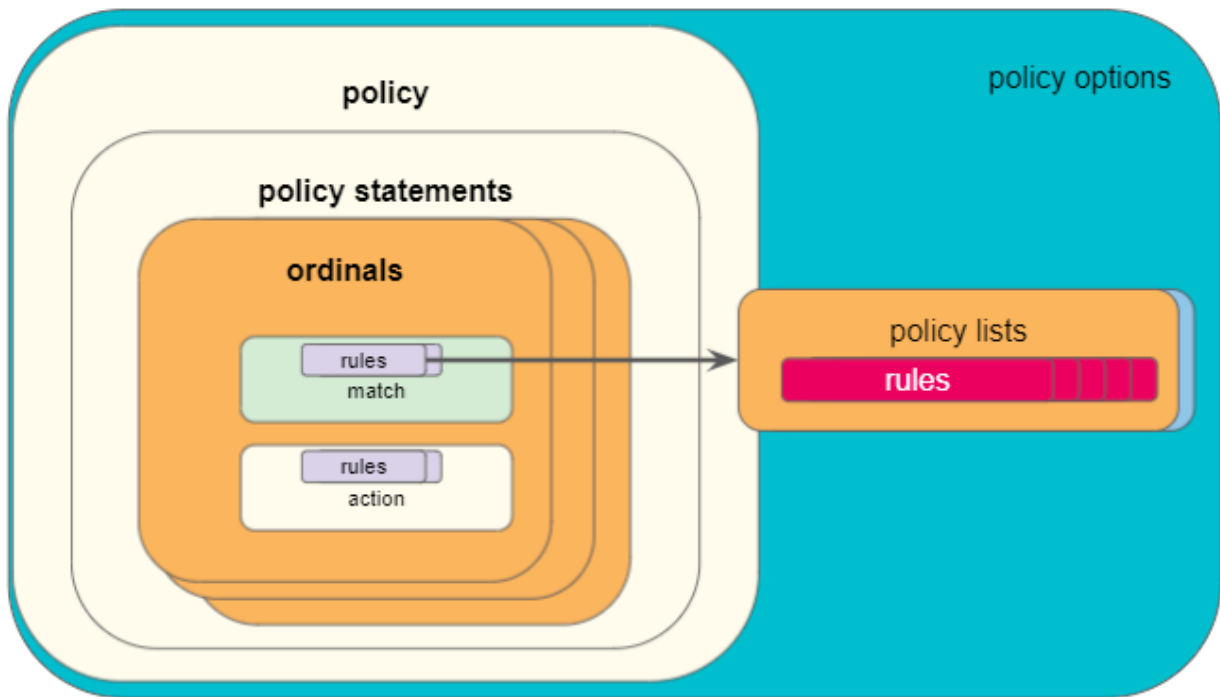 policy options
policy
policy statements
ordinals
rules
match
rules
action
policy lists
rules